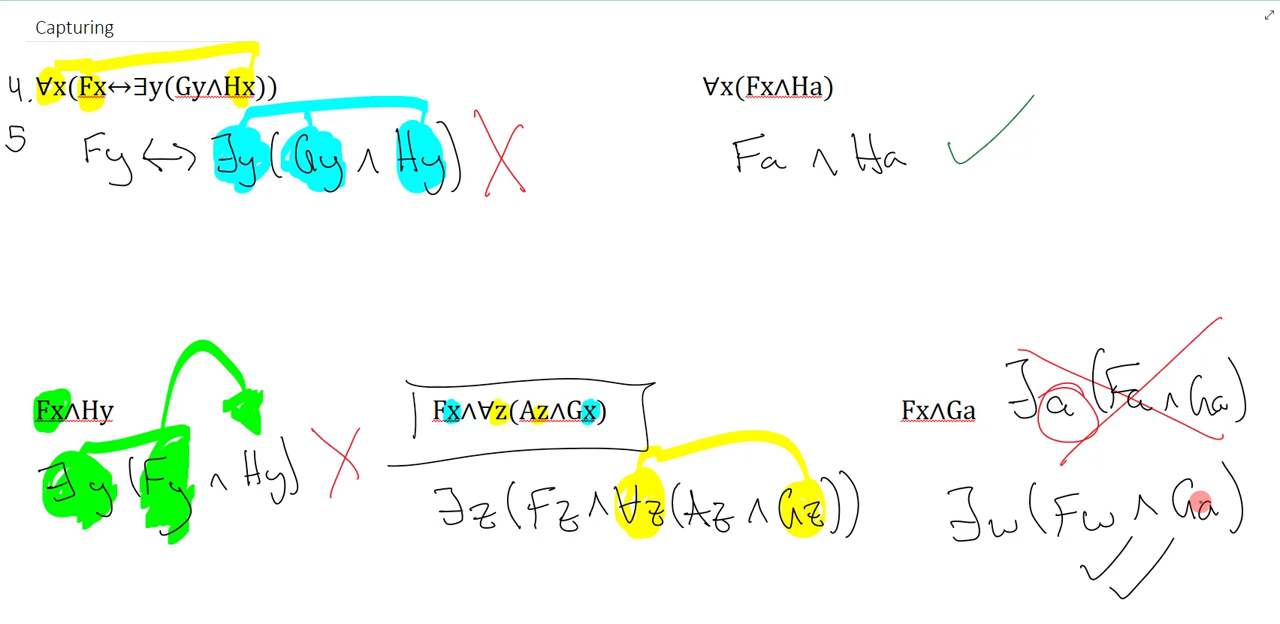 Capturing
4. ∀x(Fx↔∃y(Gy∧Hx))
∀x(Fx∧Ha)
5 Fy ↔ ∃y(Gy ∧ Hy)
Fa ∧ Ha
Fx∧Hy
∃y (Fy ∧ Hy)
Fx∧∀z(Az∧Gx)
∃z(Fz∧∀z(Az∧Gz))
Fx∧Ga
∃a(Fa∧Ga)
∃w(Fw∧Ga)